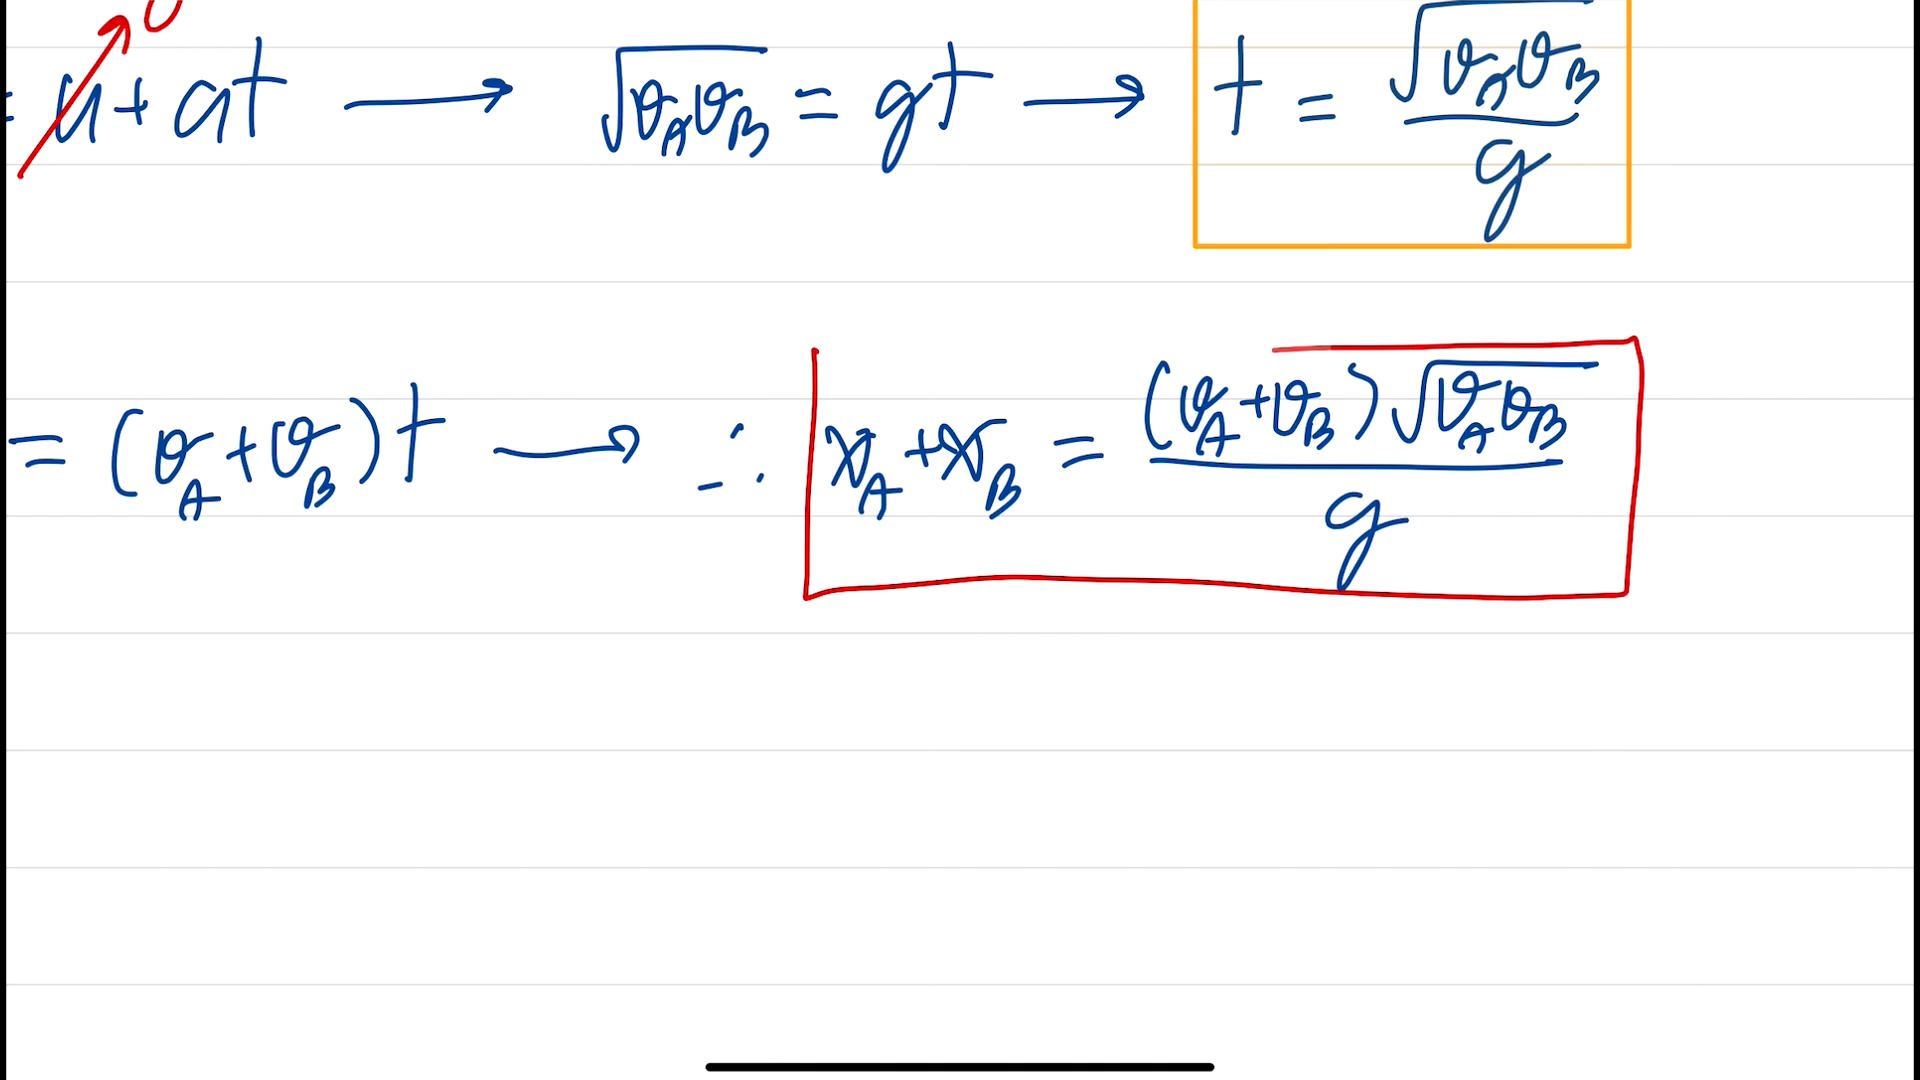 = u + at ⟶ √(v_A v_B) = gt ⟶ t = √(v_A v_B) / g
= (v_A + v_B)t ⟶ ∴ x_A + x_B = (v_A + v_B)√(v_A v_B) / g